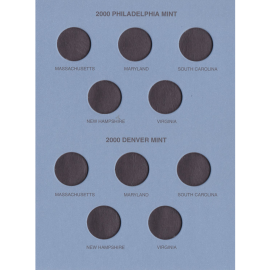 2000 PHILADELPHIA MINT
MASSACHUSETTS MARYLAND SOUTH CAROLINA
NEW HAMPSHIRE VIRGINIA
2000 DENVER MINT
MASSACHUSETTS MARYLAND SOUTH CAROLINA
NEW HAMPSHIRE VIRGINIA